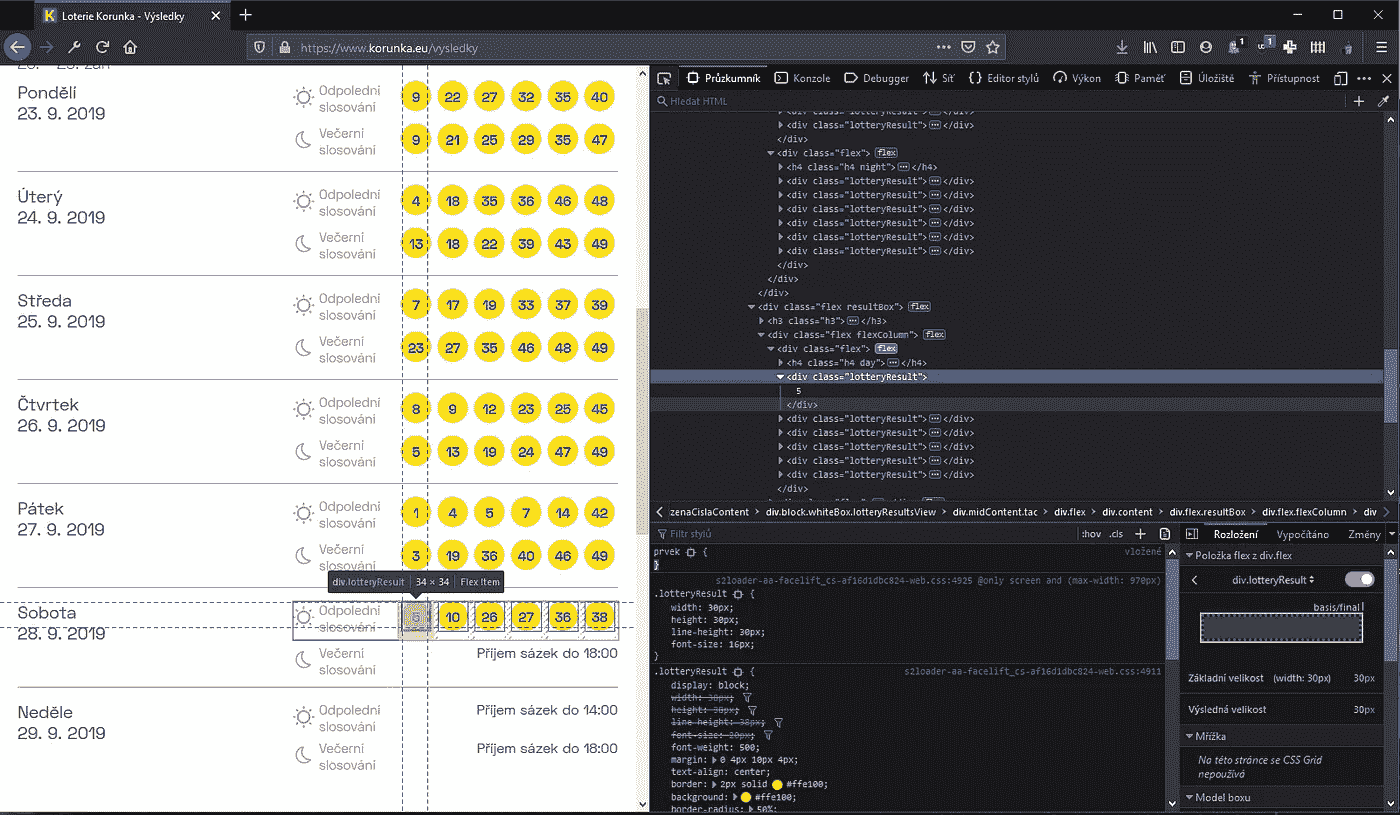 Loterie Korunka - Výsledky
https://www.korunka.eu/vysledky
1
1
Pondělí
23. 9. 2019
Odpolední
slosování
9 22 27 32 35 40
Večerní
slosování
9 21 25 29 35 47
Úterý
24. 9. 2019
Odpolední
slosování
4 18 35 36 46 48
Večerní
slosování
13 18 22 39 43 49
Středa
25. 9. 2019
Odpolední
slosování
7 17 19 33 37 39
Večerní
slosování
23 27 35 46 48 49
Čtvrtek
26. 9. 2019
Odpolední
slosování
8 9 12 23 25 45
Večerní
slosování
5 13 19 24 47 49
Pátek
27. 9. 2019
Odpolední
slosování
1 4 5 7 14 42
Večerní
slosování
3 19 36 40 46 49
div.lotteryResult 34 × 34 Flex Item
Sobota
28. 9. 2019
Odpolední
slosování
5 10 26 27 36 38
Večerní
slosování
Příjem sázek do 18:00
Neděle
29. 9. 2019
Odpolední
slosování
Příjem sázek do 14:00
Večerní
slosování
Příjem sázek do 18:00
Průzkumník Konzole Debugger Síť Editor stylů Výkon Paměť Úložiště Přístupnost
Hledat HTML
<div class="lotteryResult"></div>
</div>
<div class="flex"> flex
<h4 class="h4 night"></h4>
<div class="lotteryResult"></div>
<div class="lotteryResult"></div>
<div class="lotteryResult"></div>
<div class="lotteryResult"></div>
<div class="lotteryResult"></div>
<div class="lotteryResult"></div>
</div>
</div>
</div>
<div class="flex resultBox"> flex
<h3 class="h3"></h3>
<div class="flex flexColumn"> flex
<div class="flex"> flex
<h4 class="h4 day"></h4>
<div class="lotteryResult">
5
</div>
<div class="lotteryResult"></div>
<div class="lotteryResult"></div>
<div class="lotteryResult"></div>
<div class="lotteryResult"></div>
<div class="lotteryResult"></div>
</div>
zenaCislaContent div.block.whiteBox.lotteryResultsView div.midContent.tac div.flex div.content div.flex.resultBox div.flex.flexColumn div
Filtr stylů :hov .cls
prvek { vložené
}
s2loader-aa-facelift_cs-af16d1dbc824-web.css:4925 @only screen and (max-width: 970px)
.lotteryResult {
width: 30px;
height: 30px;
line-height: 30px;
font-size: 16px;
}
.lotteryResult { s2loader-aa-facelift_cs-af16d1dbc824-web.css:4911
display: block;
width: 38px;
height: 38px;
line-height: 38px;
font-size: 20px;
font-weight: 500;
margin: 0 4px 10px 4px;
text-align: center;
border: 2px solid #ffe100;
background: #ffe100;
border-radius: 50%;
Rozložení Vypočítáno Změny
Položka flex z div.flex
div.lotteryResult
basis/final
Základní velikost (width: 30px) 30px
Výsledná velikost 30px
Mřížka
Na této stránce se CSS Grid
nepoužívá
Model boxu